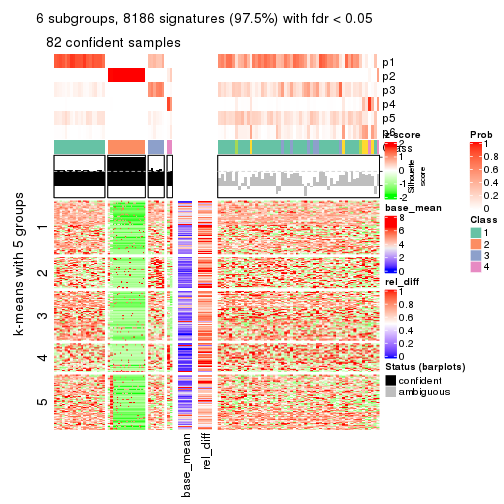 6 subgroups, 8186 signatures (97.5%) with fdr < 0.05
82 confident samples
p1
p2
p3
p4
p5
p6
Class
Silhouette
score
k-means with 5 groups
1
2
3
4
5
base_mean
rel_diff
z-score
2
1
0
-1
-2
base_mean
8
6
4
2
0
rel_diff
1
0.8
0.6
0.4
0.2
0
Status (barplots)
confident
ambiguous
Prob
1
0.8
0.6
0.4
0.2
0
Class
1
2
3
4